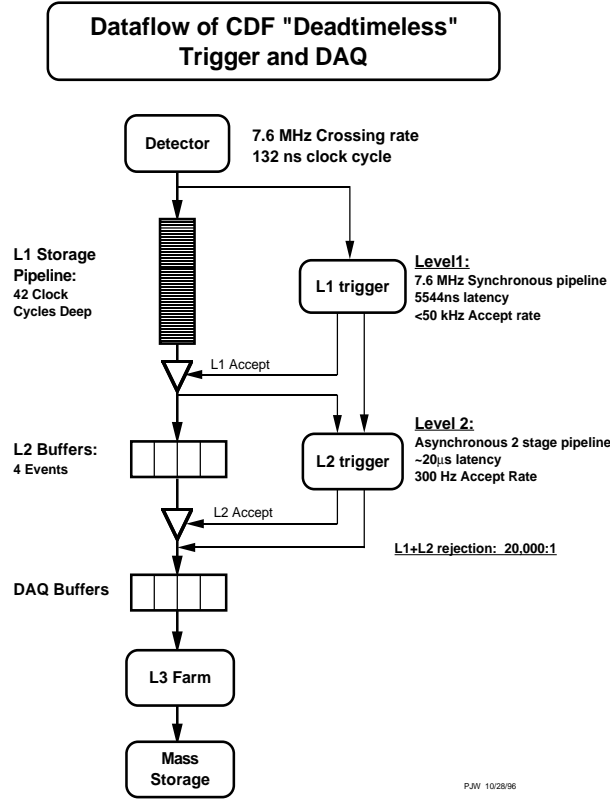 Dataflow of CDF "Deadtimeless"
Trigger and DAQ
Detector
7.6 MHz Crossing rate
132 ns clock cycle
L1 Storage
Pipeline:
42 Clock
Cycles Deep
L1 trigger
Level1:
7.6 MHz Synchronous pipeline
5544ns latency
<50 kHz Accept rate
L1 Accept
L2 Buffers:
4 Events
L2 trigger
Level 2:
Asynchronous 2 stage pipeline
~20µs latency
300 Hz Accept Rate
L2 Accept
L1+L2 rejection: 20,000:1
DAQ Buffers
L3 Farm
Mass
Storage
PJW 10/28/96